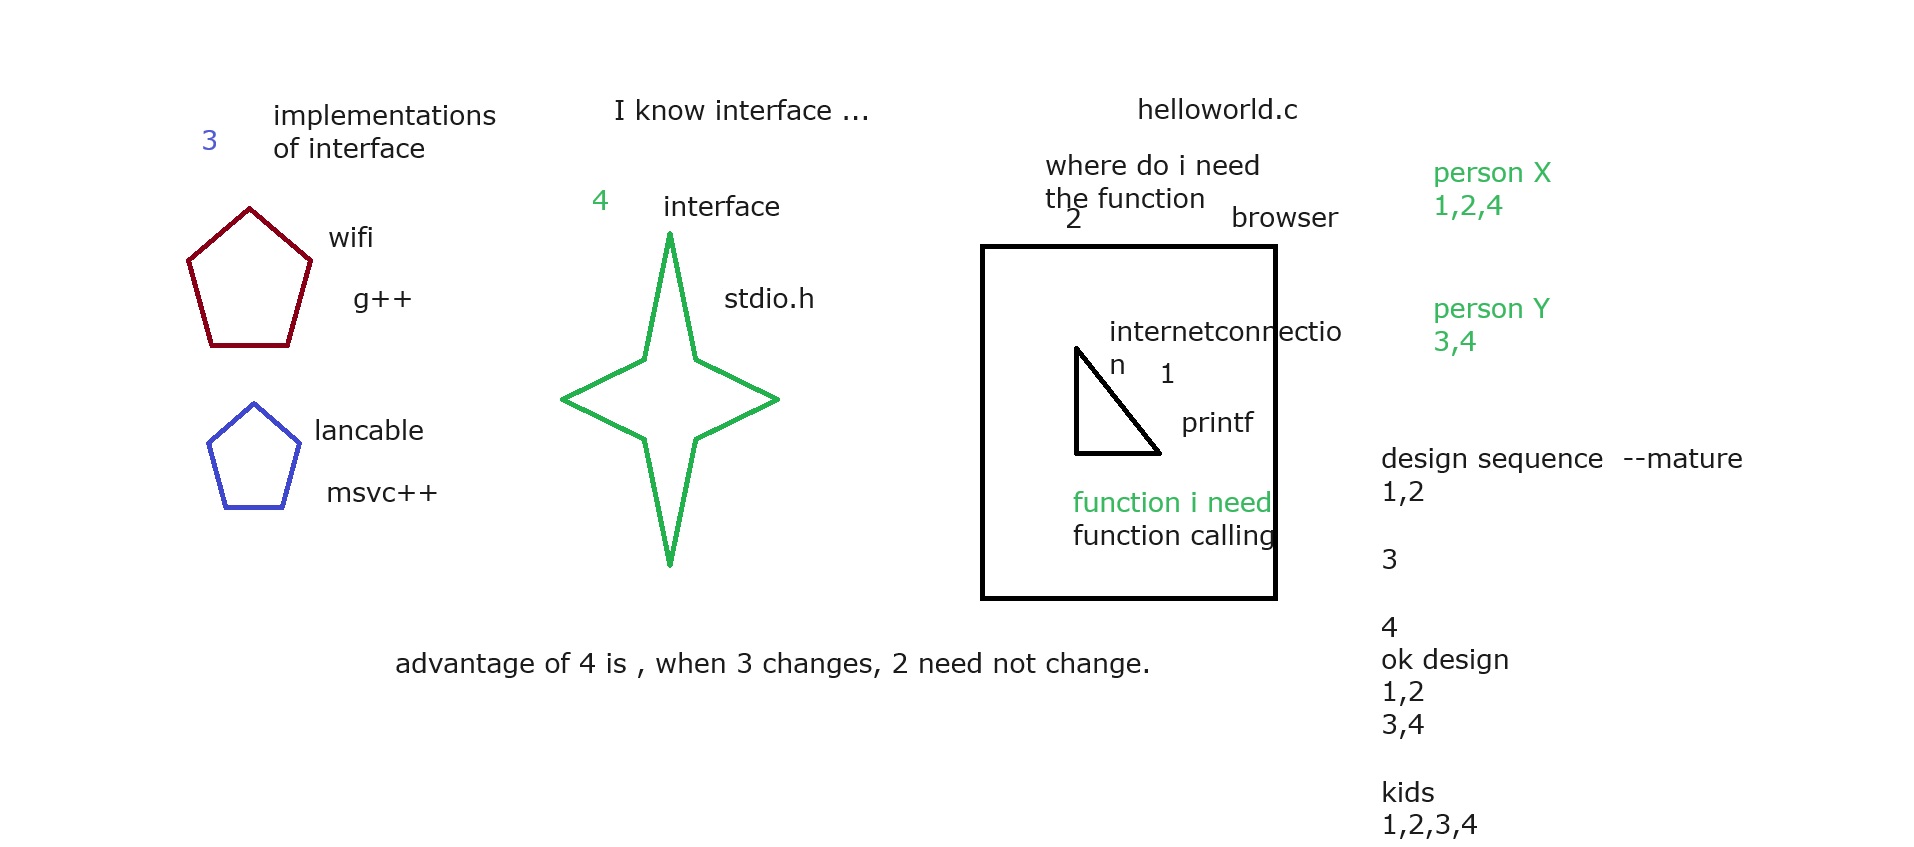 3
implementations
of interface
wifi
g++
lancable
msvc++
I know interface ...
4
interface
stdio.h
helloworld.c
where do i need
the function
2
browser
internetconnectio
n
1
printf
function i need
function calling
person X
1,2,4
person Y
3,4
design sequence  --mature
1,2
3
4
ok design
1,2
3,4
kids
1,2,3,4
advantage of 4 is , when 3 changes, 2 need not change.